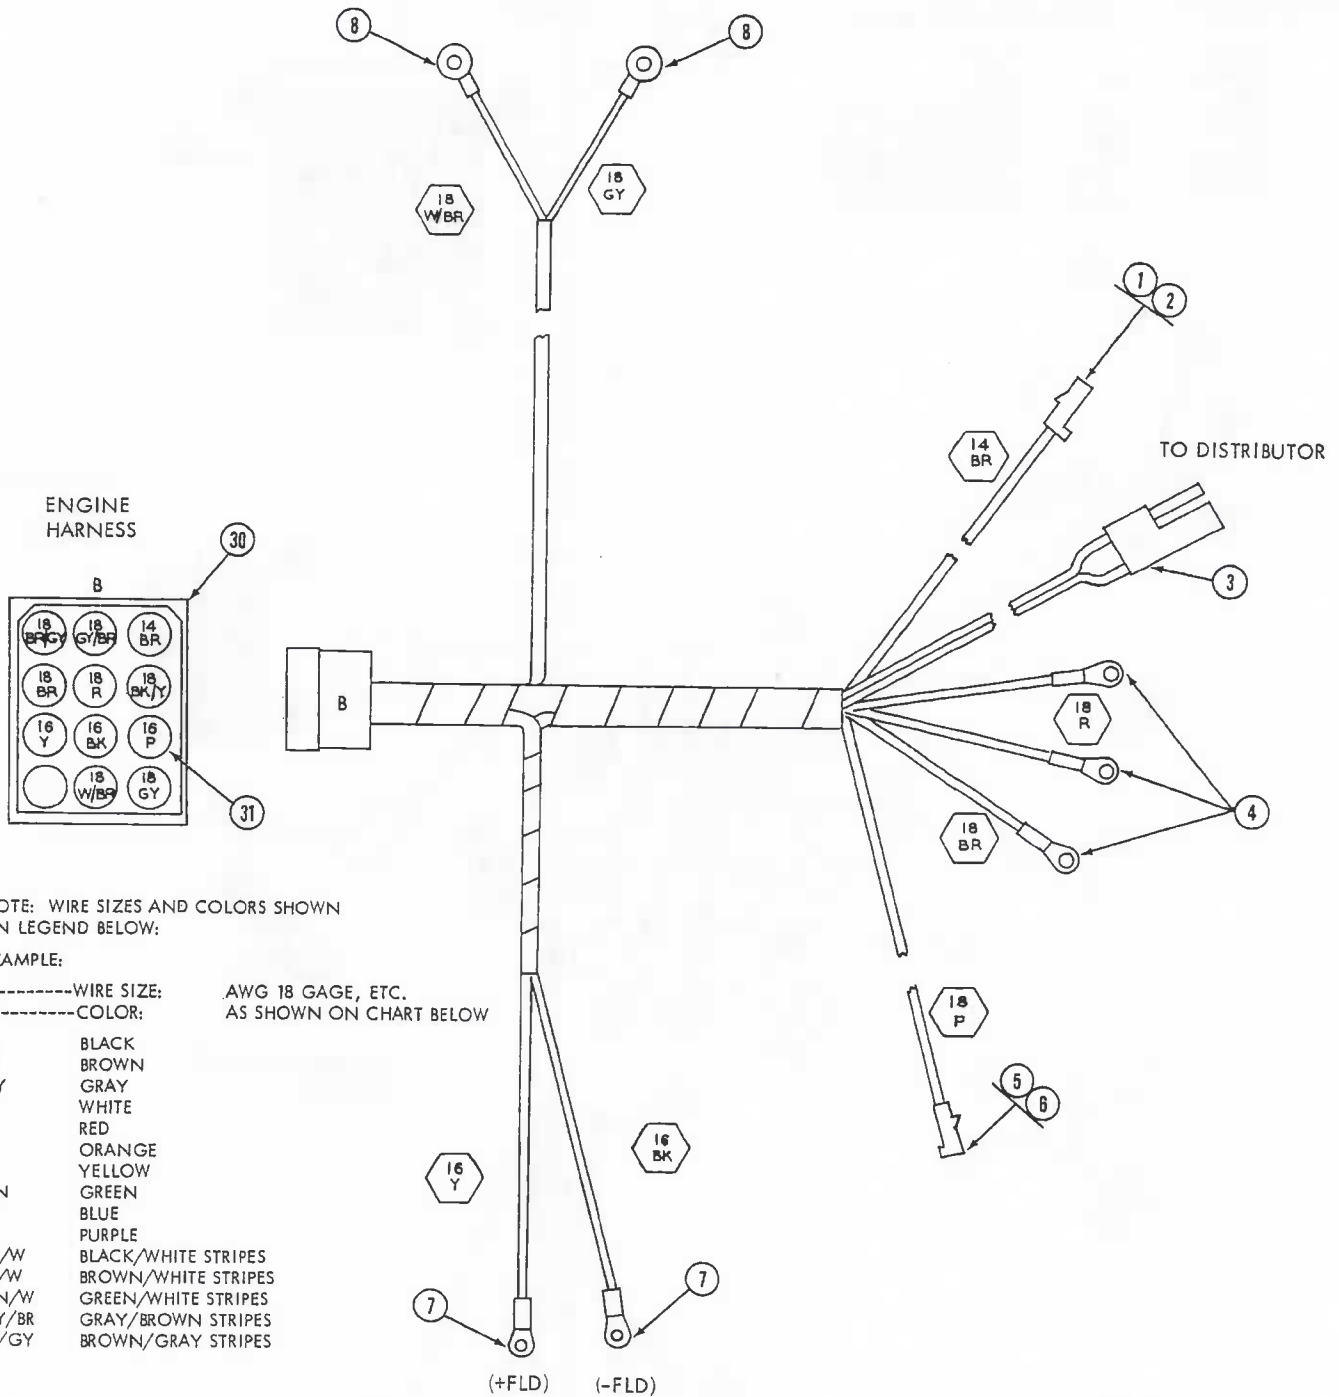 8
8
18
W/BR
18
GY
1
2
14
BR
TO DISTRIBUTOR
3
ENGINE
HARNESS
30
B
18
BR/GY
18
GY/BR
14
BR
18
BR
18
R
18
BK/Y
16
Y
16
BK
16
P
18
W/BR
18
GY
31
B
18
R
4
18
BR
18
P
5
6
OTE: WIRE SIZES AND COLORS SHOWN
N LEGEND BELOW:
AMPLE:
---------WIRE SIZE: AWG 18 GAGE, ETC.
---------COLOR: AS SHOWN ON CHART BELOW
BLACK
BROWN
Y GRAY
WHITE
RED
ORANGE
YELLOW
N GREEN
BLUE
PURPLE
/W BLACK/WHITE STRIPES
/W BROWN/WHITE STRIPES
N/W GREEN/WHITE STRIPES
Y/BR GRAY/BROWN STRIPES
/GY BROWN/GRAY STRIPES
16
Y
16
BK
7
7
(+FLD) (-FLD)